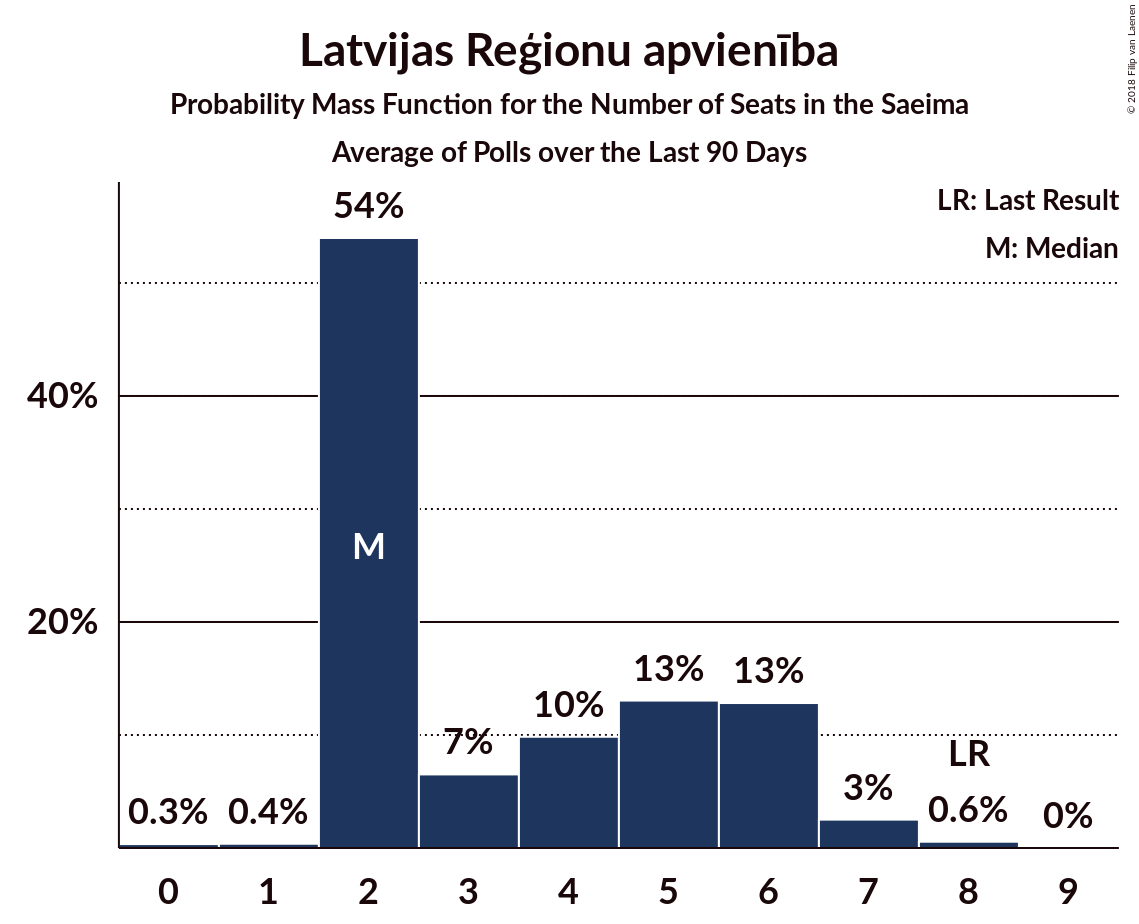 Latvijas Reģionu apvienība
Probability Mass Function for the Number of Seats in the Saeima
Average of Polls over the Last 90 Days
© 2018 Filip van Laenen
LR: Last Result
M: Median
54%
40%
M
20%
13%
13%
10%
7%
LR
3%
0.3%
0.4%
0.6%
0%
0 1 2 3 4 5 6 7 8 9